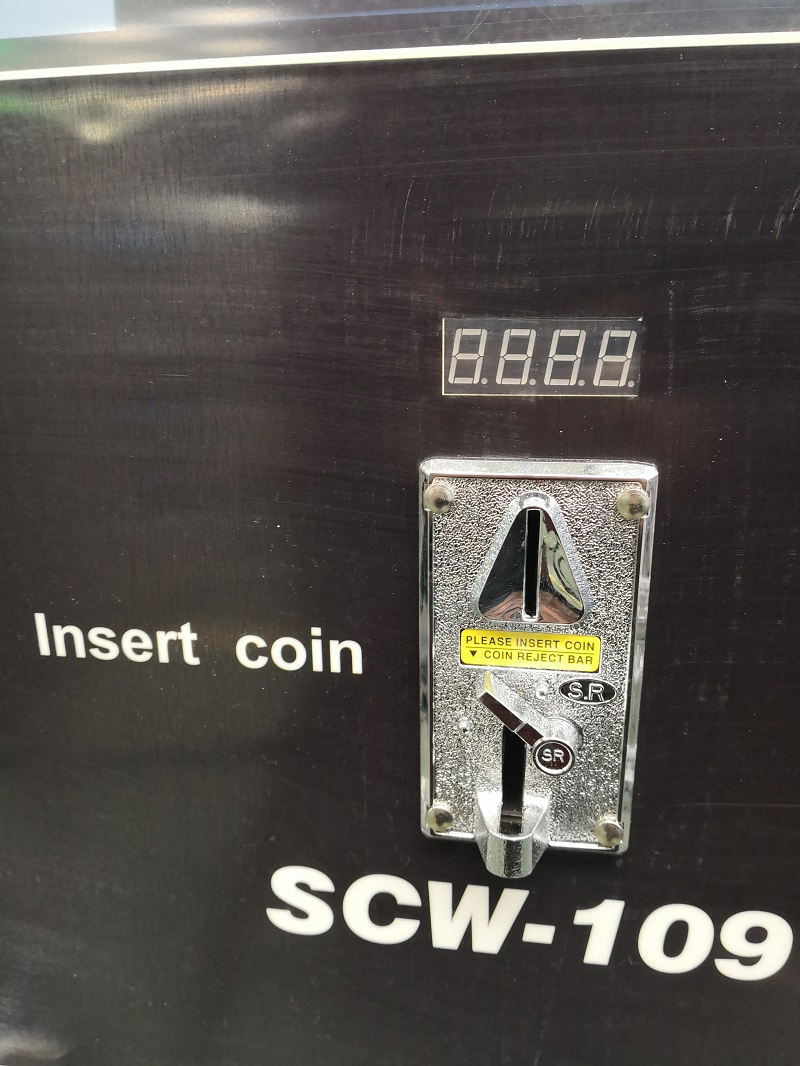 Insert coin
PLEASE INSERT COIN
▼ COIN REJECT BAR
S.R
SR
SCW-109